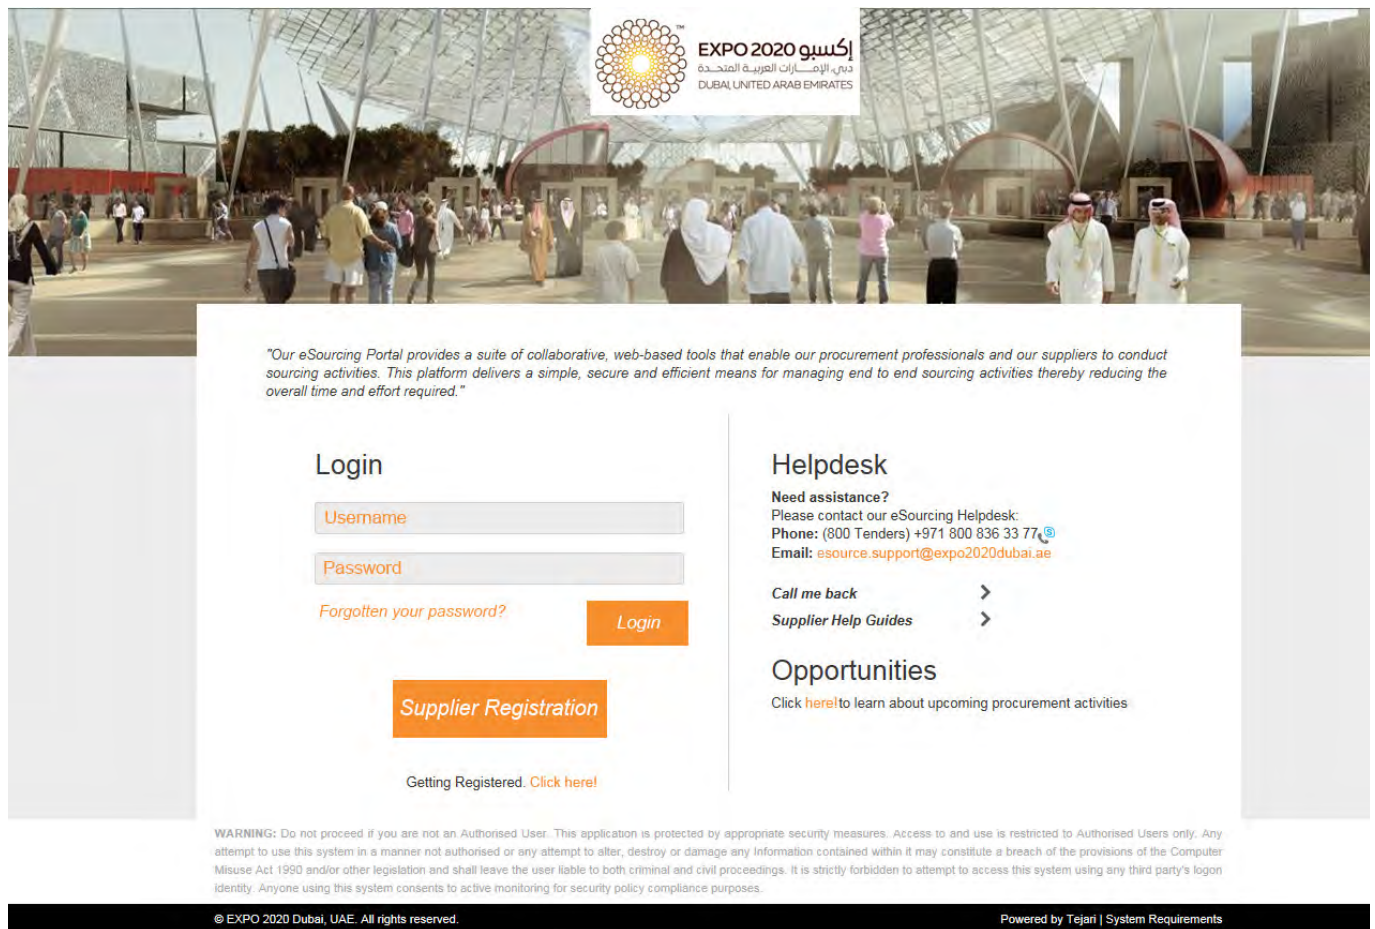 ™
EXPO 2020 إكسبو
دبي، الإمــارات العربيــة المتحــدة
DUBAI, UNITED ARAB EMIRATES
"Our eSourcing Portal provides a suite of collaborative, web-based tools that enable our procurement professionals and our suppliers to conduct
sourcing activities. This platform delivers a simple, secure and efficient means for managing end to end sourcing activities thereby reducing the
overall time and effort required."
Login
Username
Password
Forgotten your password?
Login
Supplier Registration
Getting Registered. Click here!
Helpdesk
Need assistance?
Please contact our eSourcing Helpdesk:
Phone: (800 Tenders) +971 800 836 33 77
Email: esource.support@expo2020dubai.ae
Call me back
Supplier Help Guides
Opportunities
Click here! to learn about upcoming procurement activities
WARNING: Do not proceed if you are not an Authorised User. This application is protected by appropriate security measures. Access to and use is restricted to Authorised Users only. Any
attempt to use this system in a manner not authorised or any attempt to alter, destroy or damage any Information contained within it may constitute a breach of the provisions of the Computer
Misuse Act 1990 and/or other legislation and shall leave the user liable to both criminal and civil proceedings. It is strictly forbidden to attempt to access this system using any third party's logon
identity. Anyone using this system consents to active monitoring for security policy compliance purposes.
© EXPO 2020 Dubai, UAE. All rights reserved.
Powered by Tejari | System Requirements